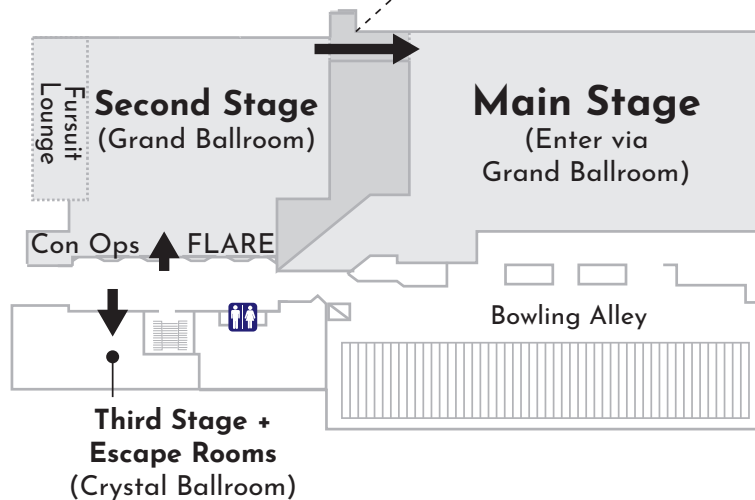 Fursuit
Lounge
Second Stage
(Grand Ballroom)
Main Stage
(Enter via
Grand Ballroom)
Con Ops
FLARE
Bowling Alley
Third Stage +
Escape Rooms
(Crystal Ballroom)